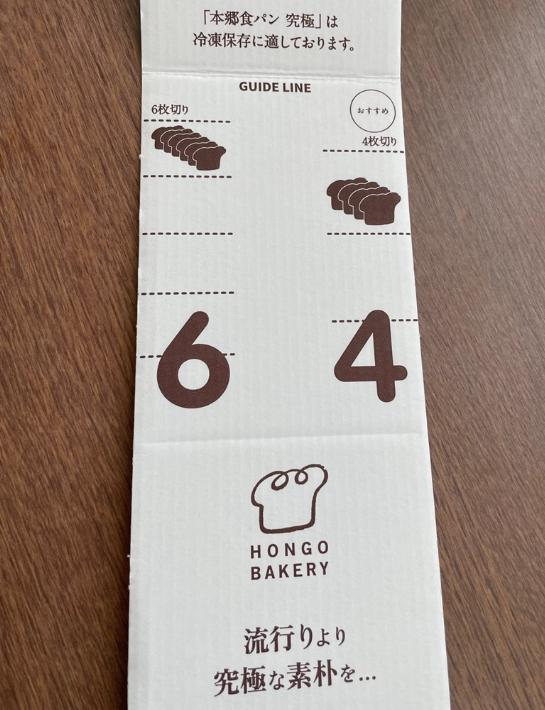 「本郷食パン 究極」は
冷凍保存に適しております。
GUIDE LINE
おすすめ
6枚切り
4枚切り
6
4
HONGO
BAKERY
流行りより
究極な素朴を...